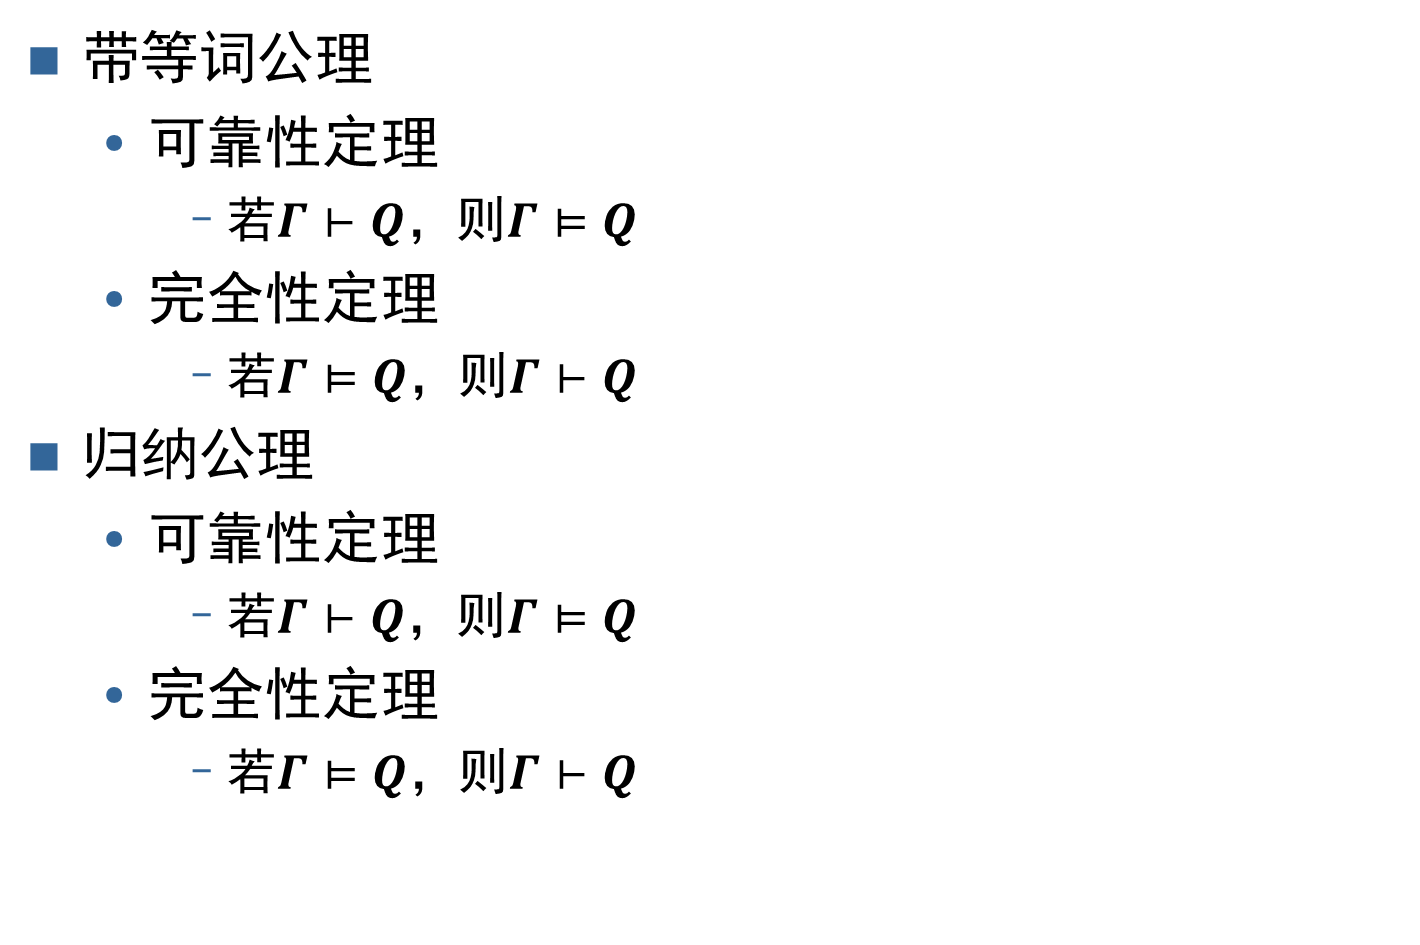 ■ 带等词公理
• 可靠性定理
– 若Γ ⊢ Q，则Γ ⊨ Q
• 完全性定理
– 若Γ ⊨ Q，则Γ ⊢ Q
■ 归纳公理
• 可靠性定理
– 若Γ ⊢ Q，则Γ ⊨ Q
• 完全性定理
– 若Γ ⊨ Q，则Γ ⊢ Q